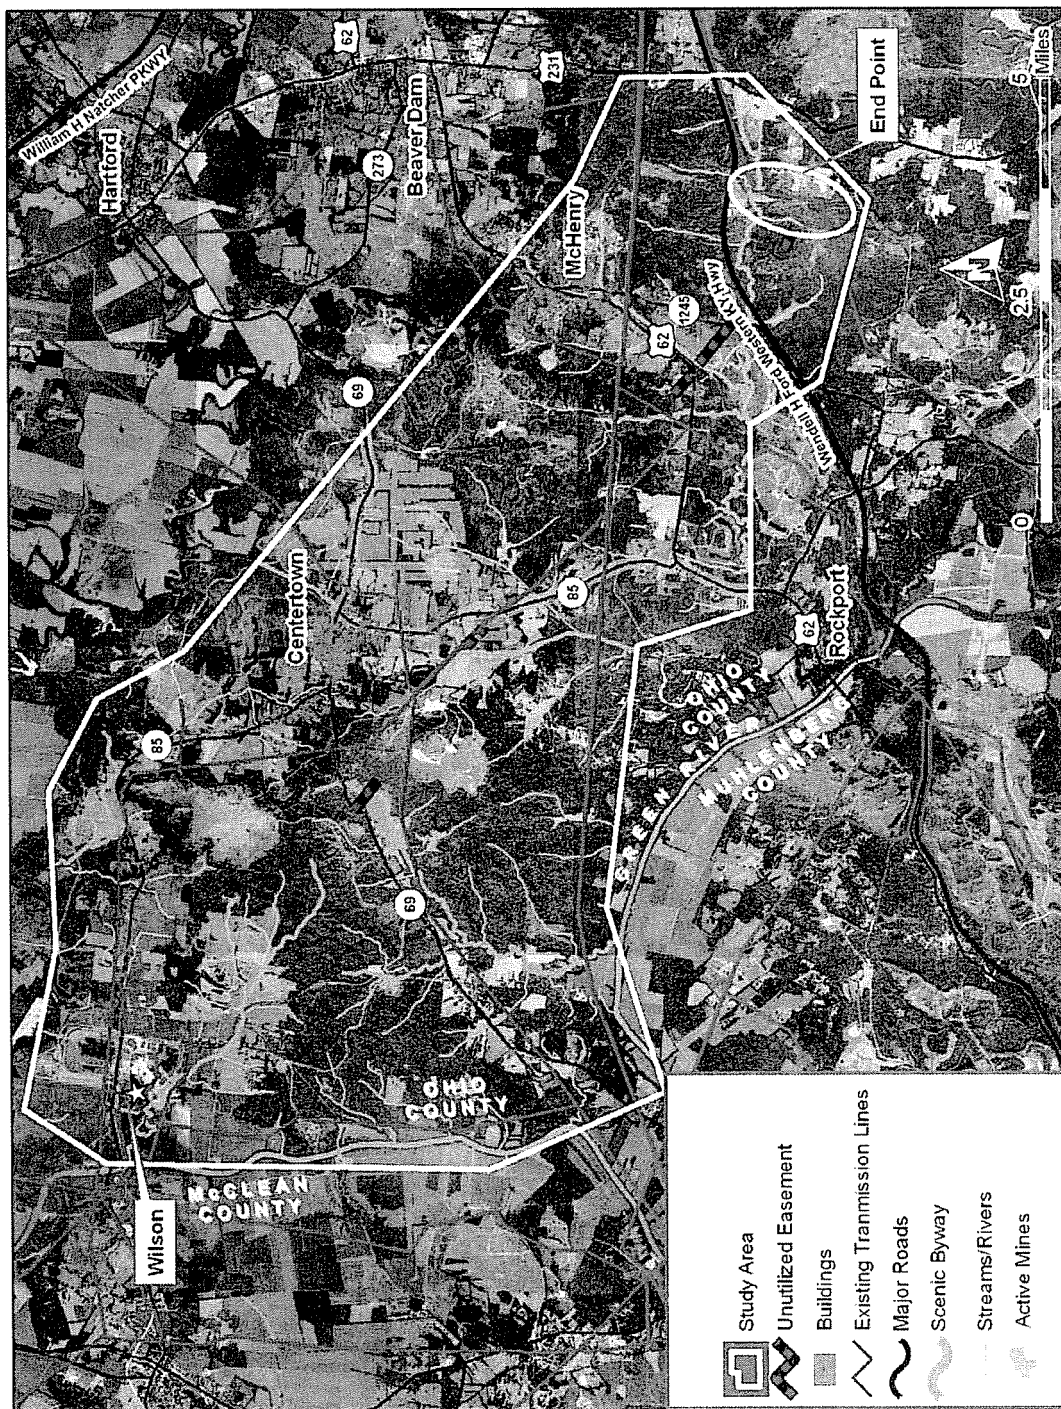 William H Natcher PKWY
Hartford
62
231
Beaver Dam
273
McHenry
69
Centertown
85
62
1245
Wendell H Ford Western KY Hwy
End Point
N
0
2.5
5
Miles
85
69
62
Rockport
OHIO
COUNTY
GREEN RIVER
MUHLENBERG
COUNTY
OHIO
COUNTY
McCLEAN
COUNTY
Wilson
Study Area
Unutilized Easement
Buildings
Existing Tranmission Lines
Major Roads
Scenic Byway
Streams/Rivers
Active Mines